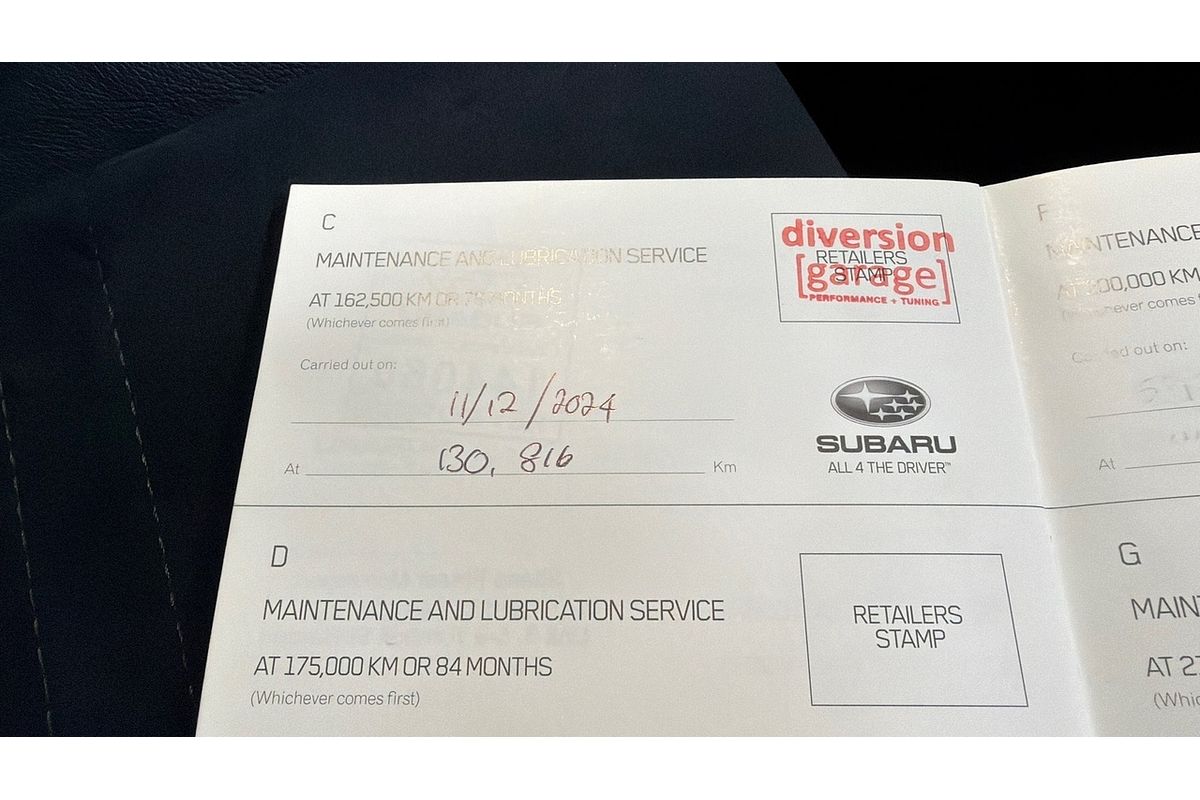 C
MAINTENANCE AND LUBRICATION SERVICE
AT 162,500 KM OR 78 MONTHS
(Whichever comes first)
Carried out on:
11/12/2024
At 130,816 Km
diversion
[garage]
PERFORMANCE + TUNING
RETAILERS
STAMP
SUBARU
ALL 4 THE DRIVER™
D
MAINTENANCE AND LUBRICATION SERVICE
AT 175,000 KM OR 84 MONTHS
(Whichever comes first)
RETAILERS
STAMP
F
MAINTENANCE
00,000 KM
ever comes
Carried out on:
At
G
MAIN
AT 2
(Whic